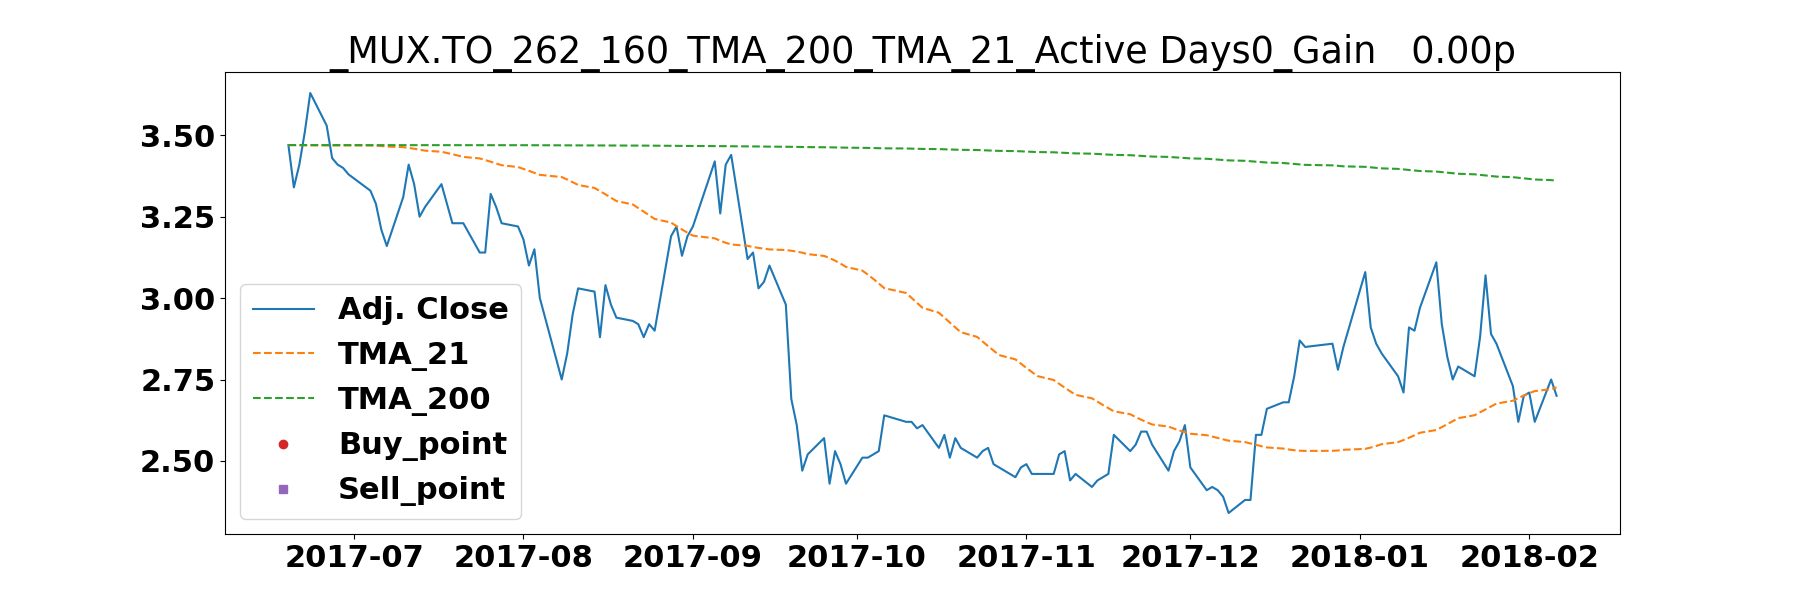 _MUX.TO_262_160_TMA_200_TMA_21_Active Days0_Gain   0.00p
3.50
3.25
3.00
2.75
2.50
Adj. Close
TMA_21
TMA_200
Buy_point
Sell_point
2017-07 2017-08 2017-09 2017-10 2017-11 2017-12 2018-01 2018-02